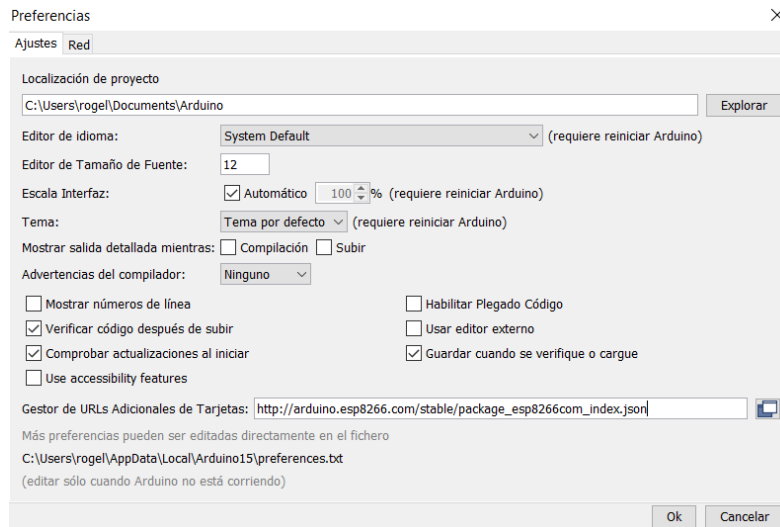 Preferencias
Ajustes Red
Localización de proyecto
C:\Users\rogel\Documents\Arduino Explorar
Editor de idioma: System Default (requiere reiniciar Arduino)
Editor de Tamaño de Fuente: 12
Escala Interfaz: Automático 100 % (requiere reiniciar Arduino)
Tema: Tema por defecto (requiere reiniciar Arduino)
Mostrar salida detallada mientras: Compilación Subir
Advertencias del compilador: Ninguno
Mostrar números de línea Habilitar Plegado Código
Verificar código después de subir Usar editor externo
Comprobar actualizaciones al iniciar Guardar cuando se verifique o cargue
Use accessibility features
Gestor de URLs Adicionales de Tarjetas: http://arduino.esp8266.com/stable/package_esp8266com_index.json
Más preferencias pueden ser editadas directamente en el fichero
C:\Users\rogel\AppData\Local\Arduino15\preferences.txt
(editar sólo cuando Arduino no está corriendo)
Ok Cancelar